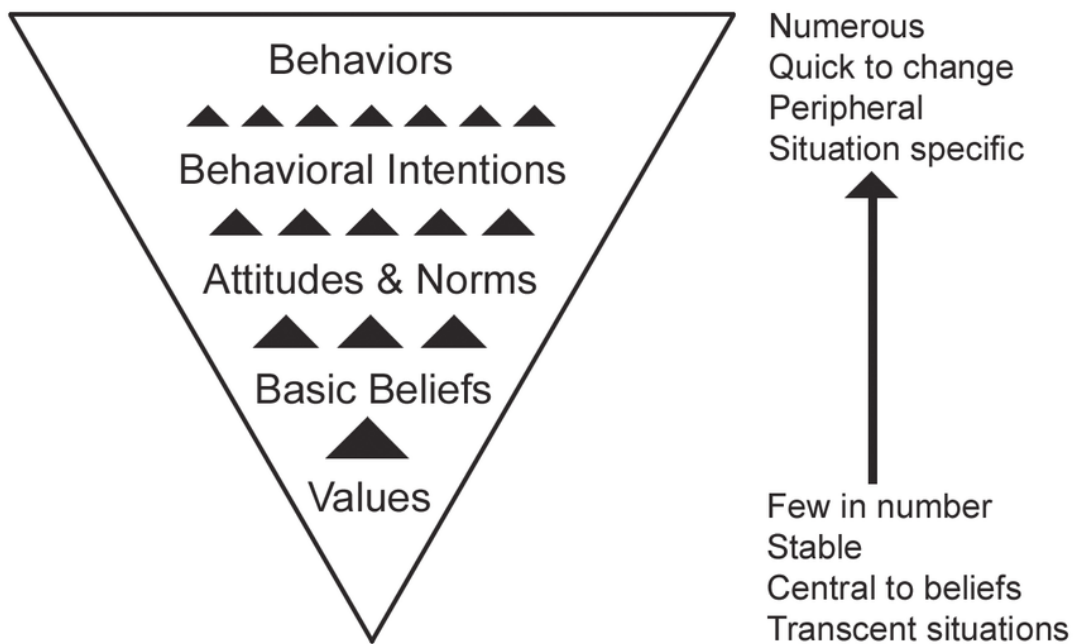 Behaviors
Behavioral Intentions
Attitudes & Norms
Basic Beliefs
Values
Numerous
Quick to change
Peripheral
Situation specific
Few in number
Stable
Central to beliefs
Transcent situations